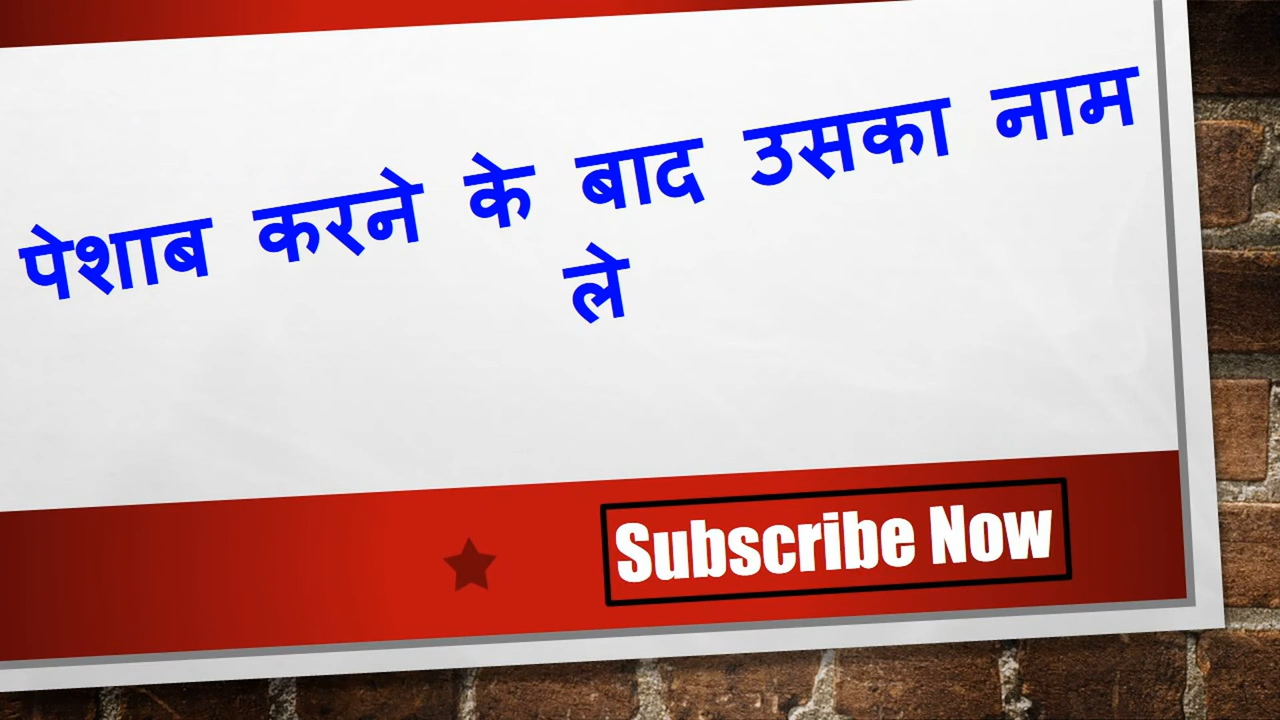 पेशाब करने के बाद उसका नाम
ले
Subscribe Now